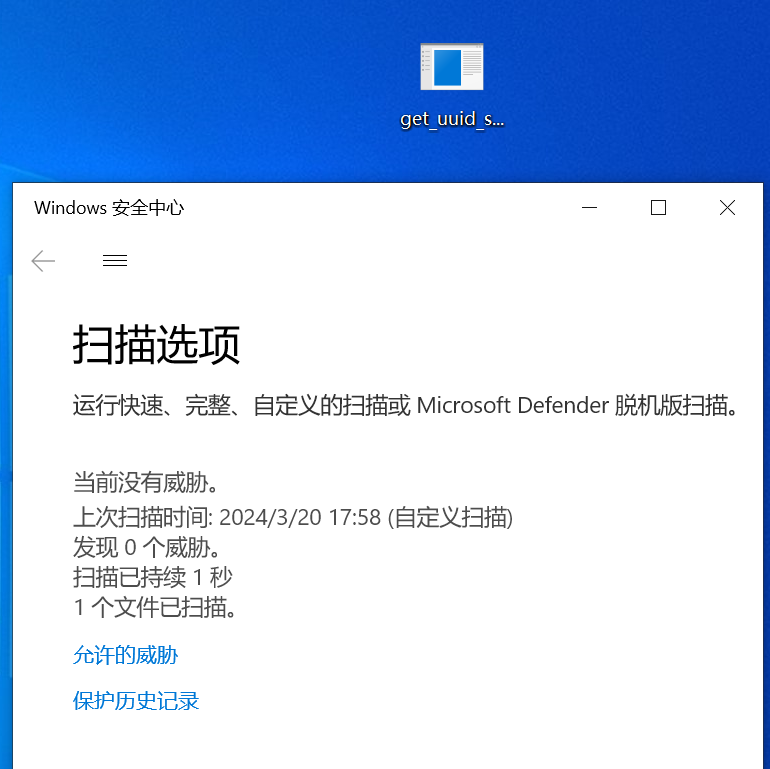 get_uuid_s...
Windows 安全中心
扫描选项
运行快速、完整、自定义的扫描或 Microsoft Defender 脱机版扫描。
当前没有威胁。
上次扫描时间: 2024/3/20 17:58 (自定义扫描)
发现 0 个威胁。
扫描已持续 1 秒
1 个文件已扫描。
允许的威胁
保护历史记录